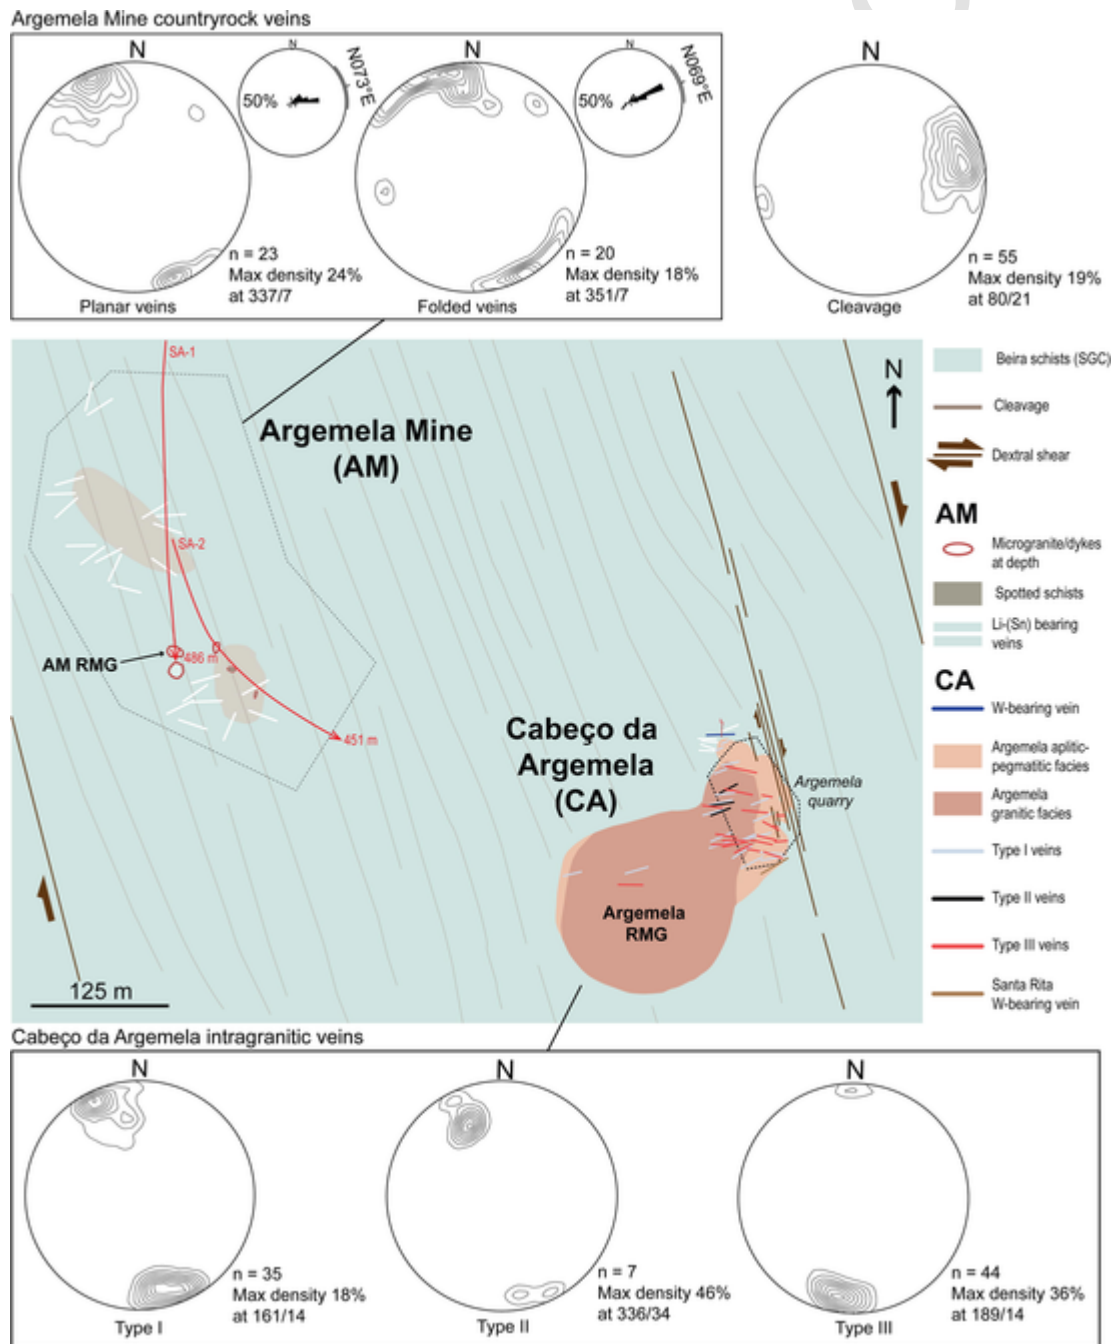 Argemela Mine countryrock veins
N
N
N073°E
50%
n = 23
Max density 24%
at 337/7
Planar veins
N
N
N069°E
50%
n = 20
Max density 18%
at 351/7
Folded veins
N
n = 55
Max density 19%
at 80/21
Cleavage
SA-1
Argemela Mine
(AM)
SA-2
AM RMG
486 m
451 m
Cabeço da
Argemela
(CA)
Argemela
quarry
Argemela
RMG
125 m
N
Beira schists (SGC)
Cleavage
Dextral shear
AM
Microgranite/dykes
at depth
Spotted schists
Li-(Sn) bearing
veins
CA
W-bearing vein
Argemela aplitic-
pegmatitic facies
Argemela
granitic facies
Type I veins
Type II veins
Type III veins
Santa Rita
W-bearing vein
Cabeço da Argemela intragranitic veins
N
n = 35
Max density 18%
at 161/14
Type I
N
n = 7
Max density 46%
at 336/34
Type II
N
n = 44
Max density 36%
at 189/14
Type III